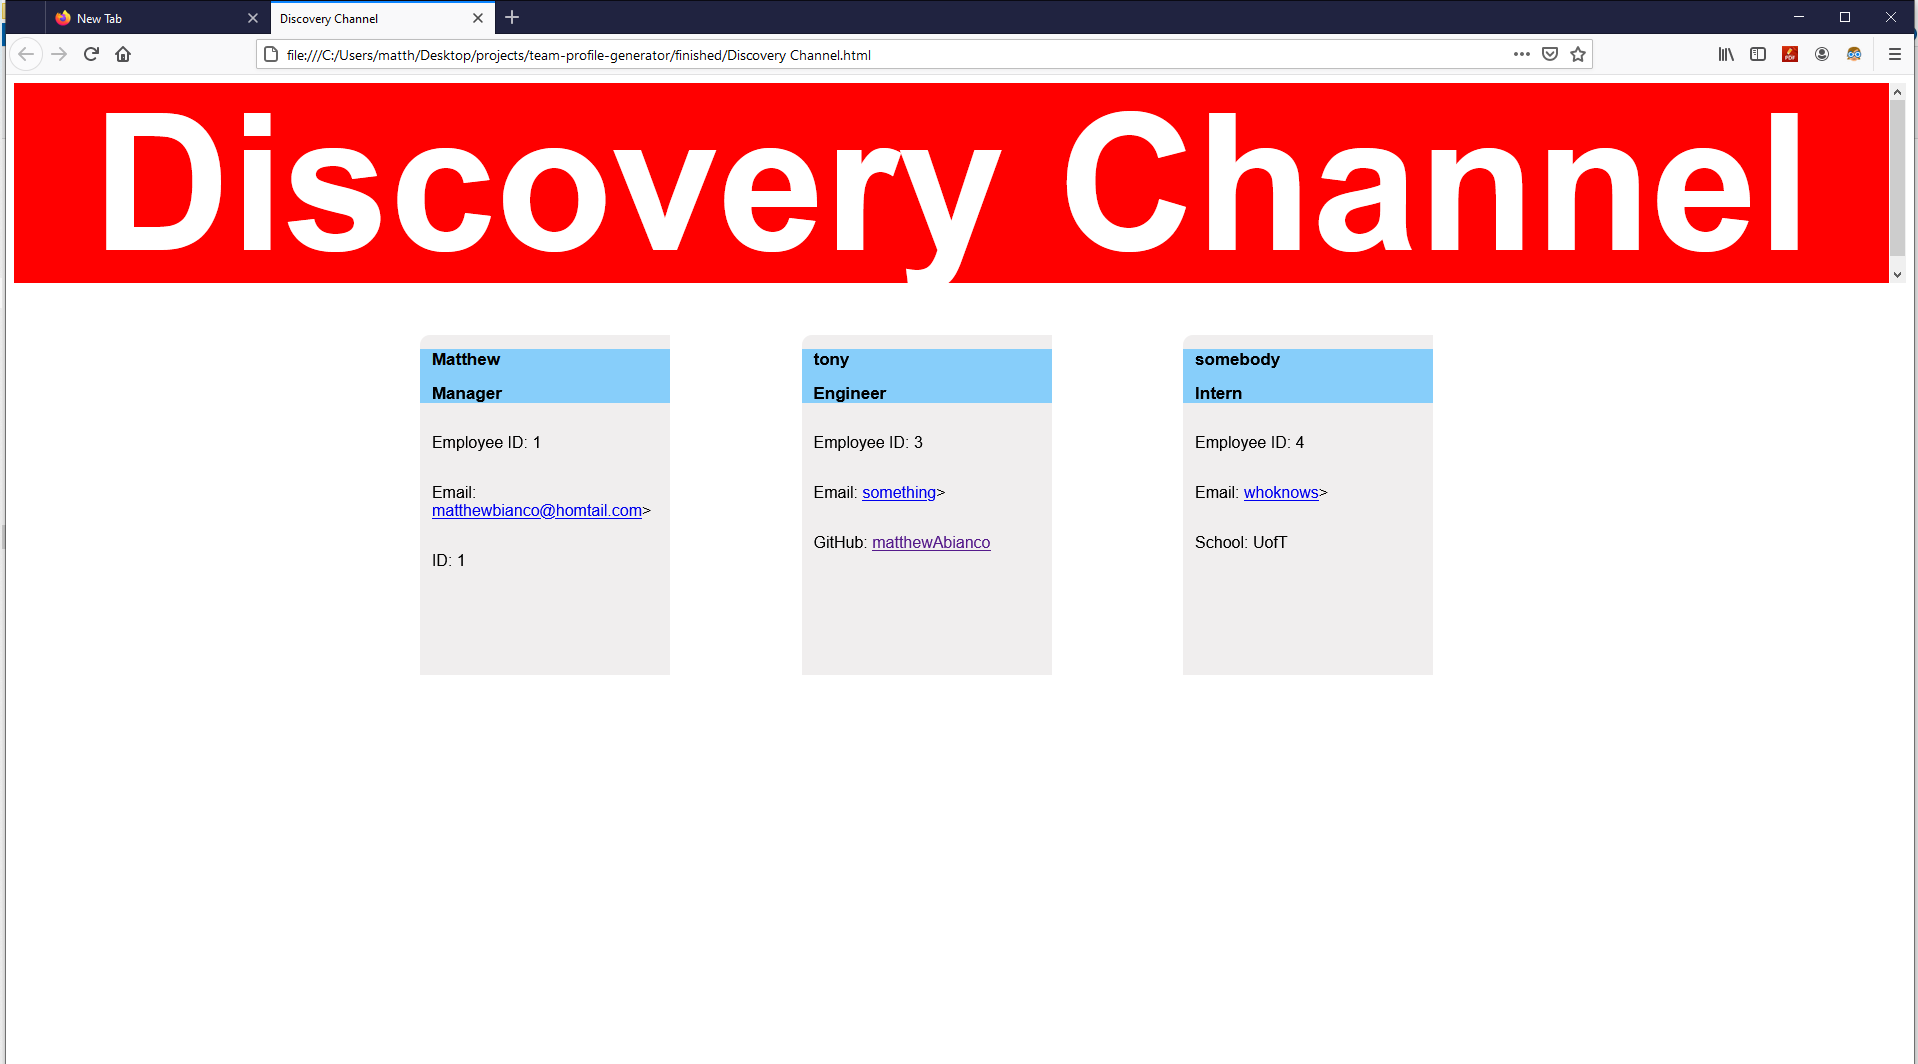 New Tab
Discovery Channel
file:///C:/Users/matth/Desktop/projects/team-profile-generator/finished/Discovery Channel.html
PDF
Discovery Channel
Matthew
Manager
Employee ID: 1
Email:
matthewbianco@homtail.com>
ID: 1
tony
Engineer
Employee ID: 3
Email: something>
GitHub: matthewAbianco
somebody
Intern
Employee ID: 4
Email: whoknows>
School: UofT